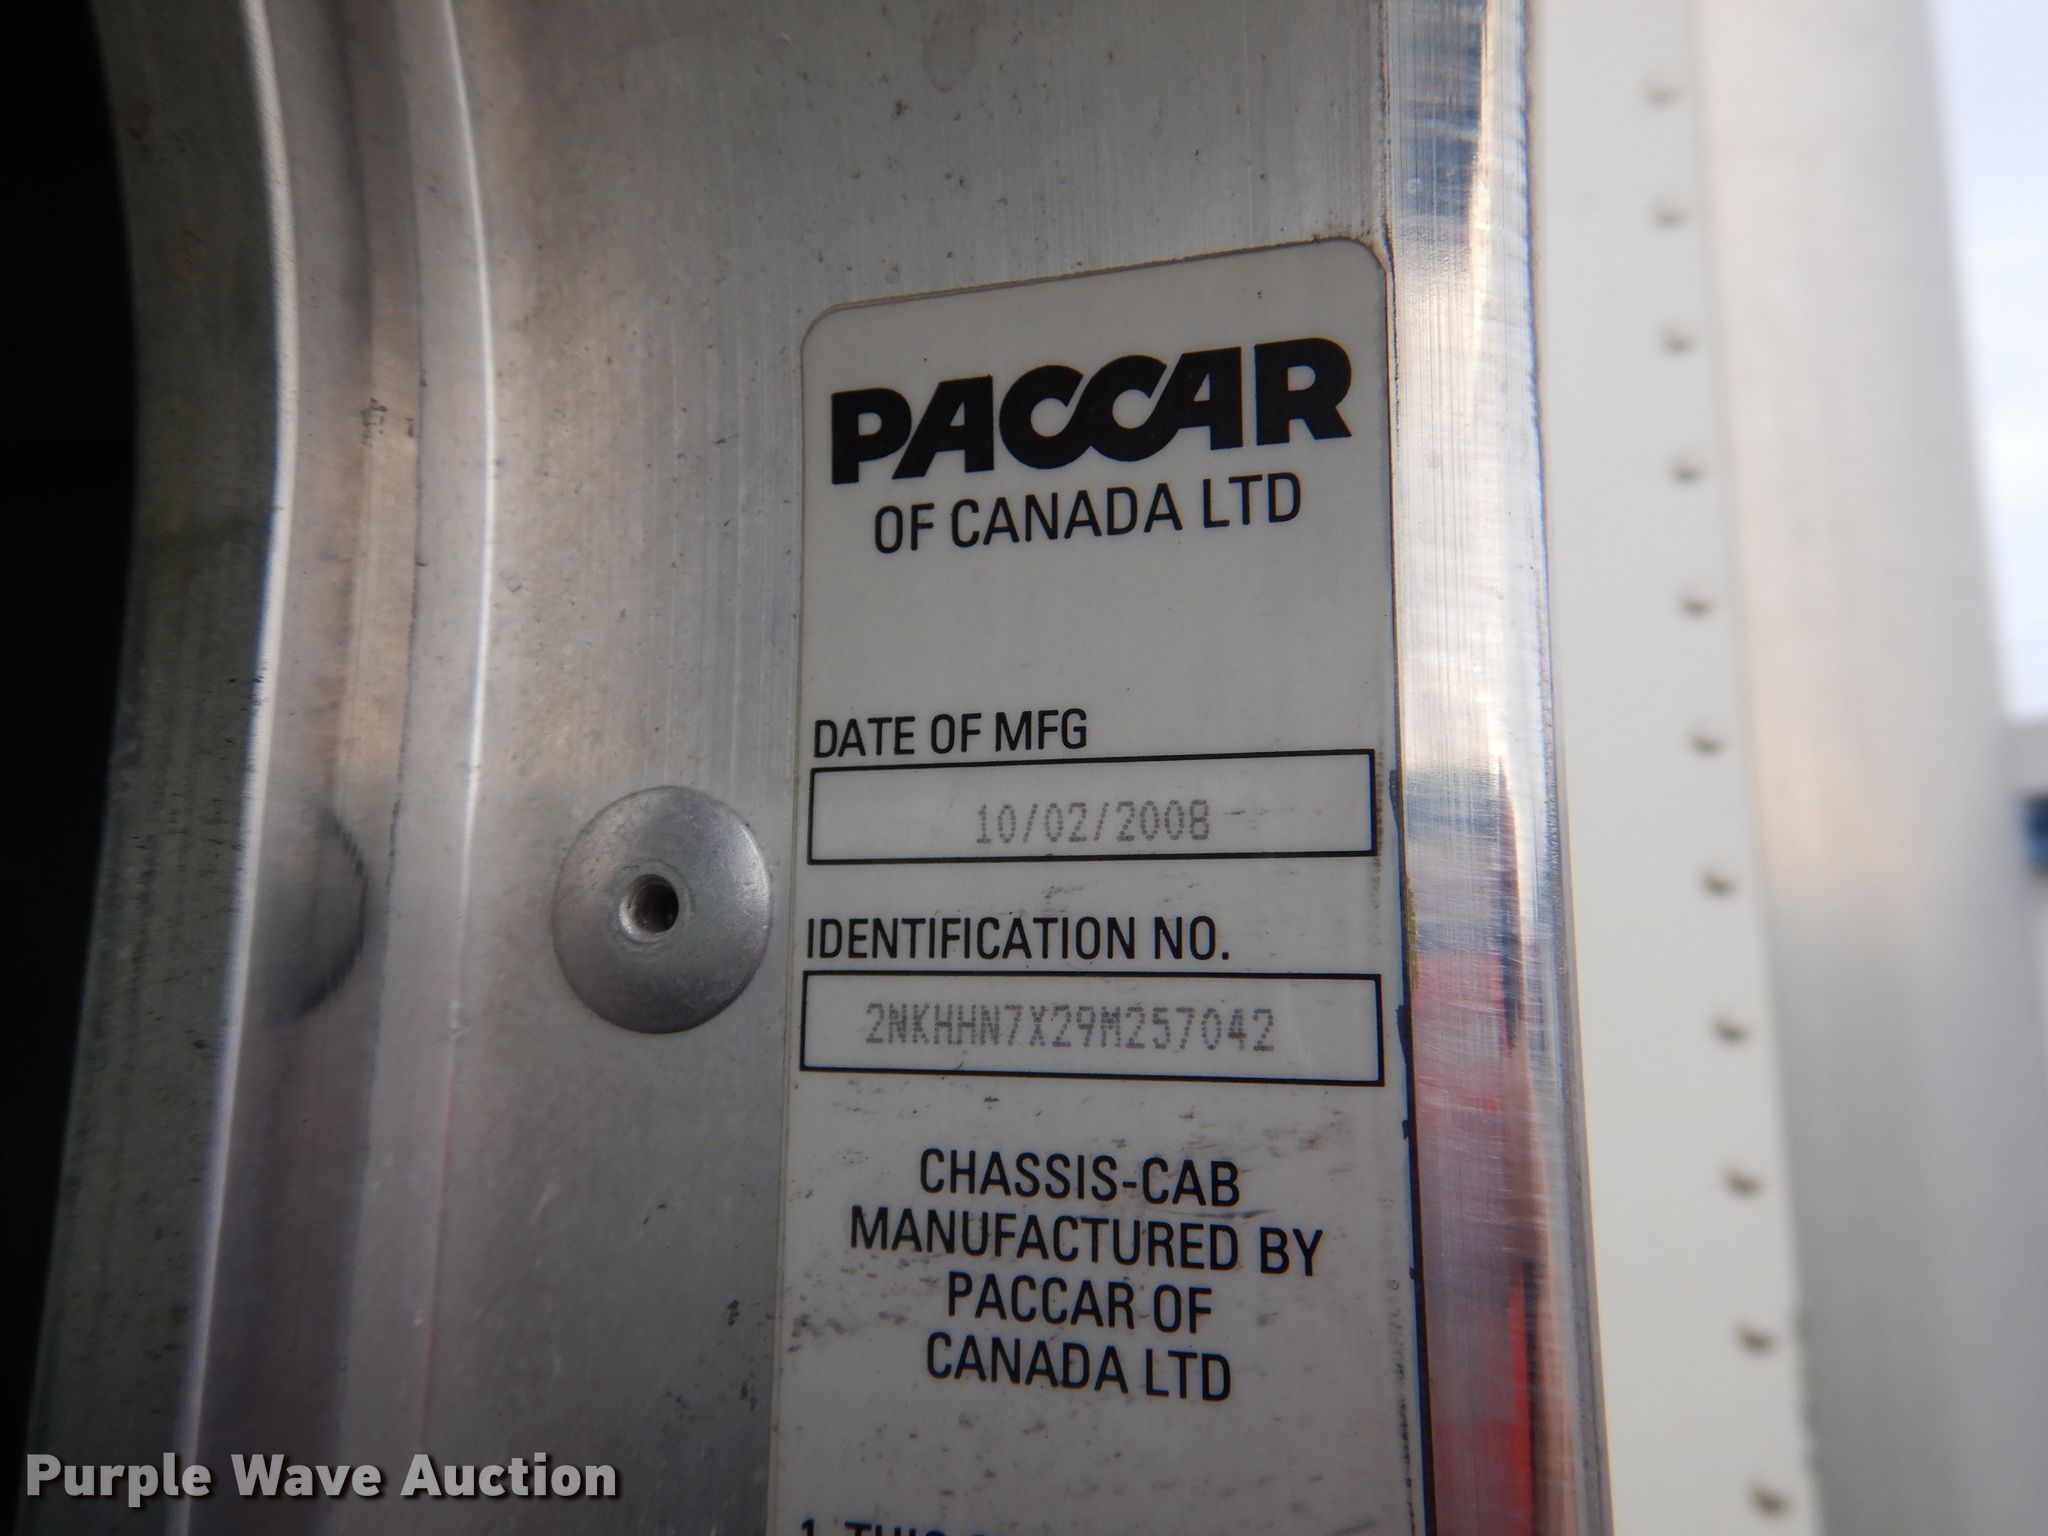 PACCAR
OF CANADA LTD
DATE OF MFG
10/02/2008
IDENTIFICATION NO.
2NKHHN7X29M257042
CHASSIS-CAB
MANUFACTURED BY
PACCAR OF
CANADA LTD
Purple Wave Auction